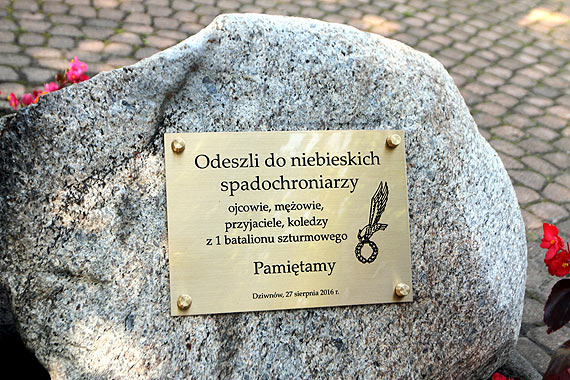 Odeszli do niebieskich
spadochroniarzy
ojcowie, mężowie,
przyjaciele, koledzy
z 1 batalionu szturmowego
Pamiętamy
Dziwnów, 27 sierpnia 2016 r.